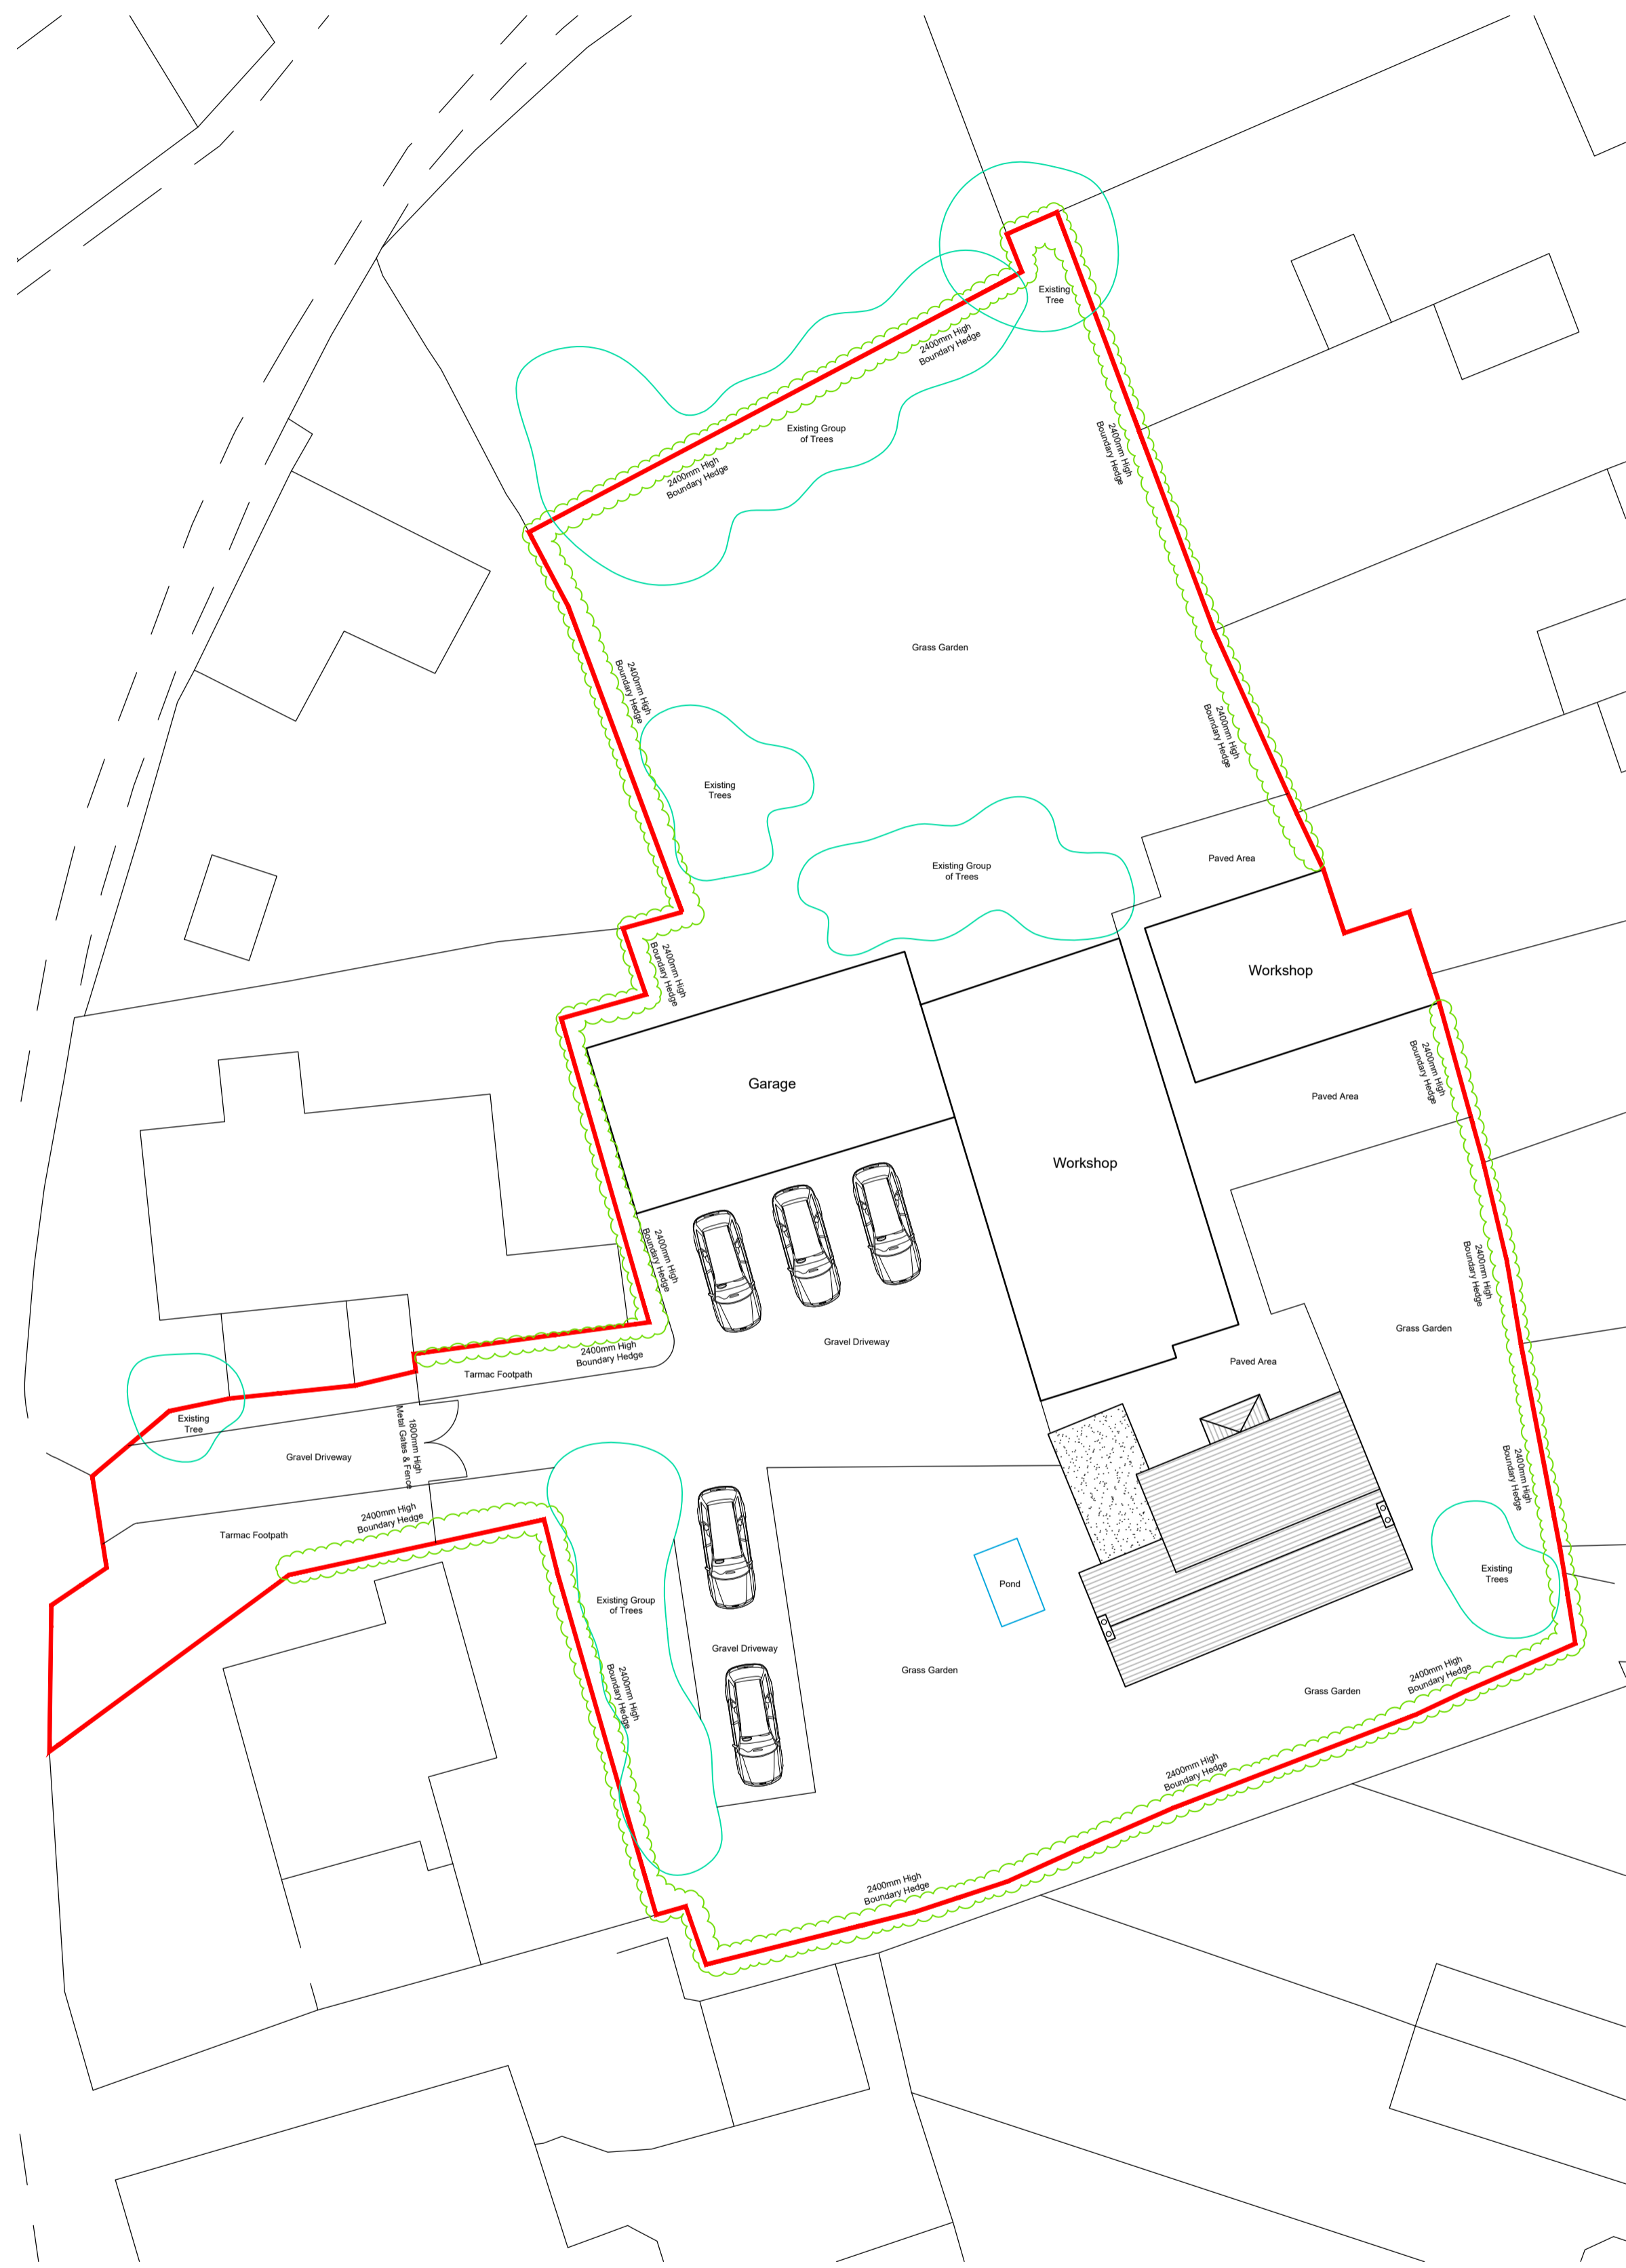 Existing
Tree
2400mm High
Boundary Hedge
Existing Group
of Trees
2400mm High
Boundary Hedge
2400mm High
Boundary Hedge
Grass Garden
2400mm High
Boundary Hedge
2400mm High
Boundary Hedge
Existing
Trees
Existing Group
of Trees
Paved Area
2400mm High
Boundary Hedge
Workshop
Garage
2400mm High
Boundary Hedge
Paved Area
Workshop
2400mm High
Boundary Hedge
2400mm High
Boundary Hedge
Grass Garden
Gravel Driveway
2400mm High
Boundary Hedge
Paved Area
Tarmac Footpath
Existing
Tree
1800mm High
Metal Gates & Fence
Gravel Driveway
2400mm High
Boundary Hedge
2400mm High
Boundary Hedge
Tarmac Footpath
Existing Group
of Trees
Pond
Existing
Trees
Gravel Driveway
Grass Garden
2400mm High
Boundary Hedge
Grass Garden
2400mm High
Boundary Hedge
2400mm High
Boundary Hedge
2400mm High
Boundary Hedge